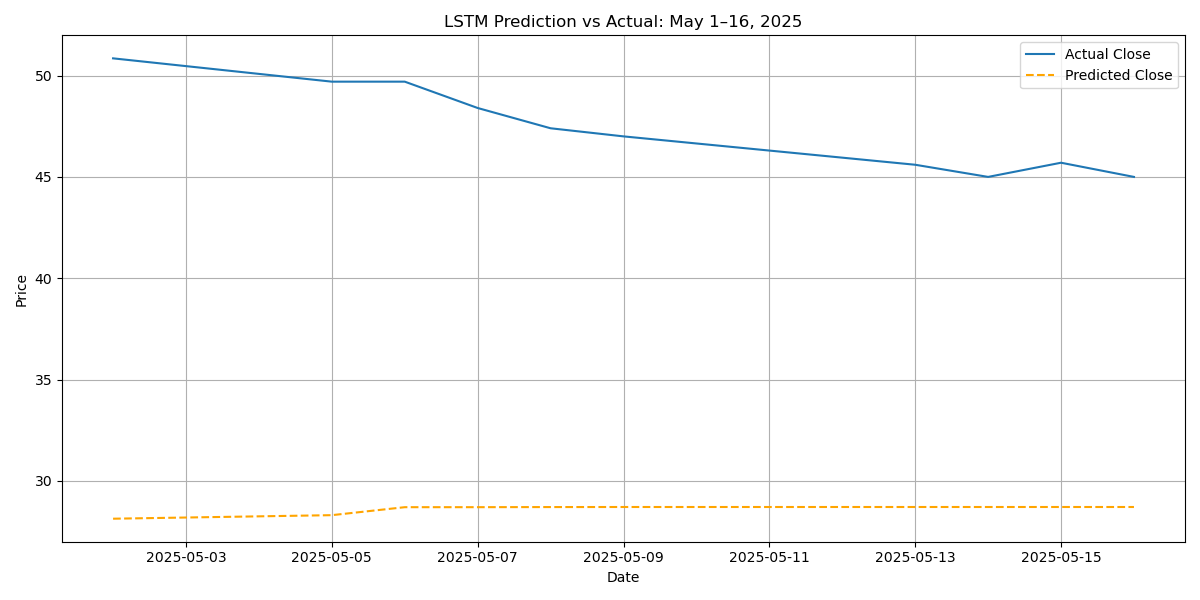 LSTM Prediction vs Actual: May 1–16, 2025
Actual Close
Predicted Close
Price
50
45
40
35
30
2025-05-03
2025-05-05
2025-05-07
2025-05-09
2025-05-11
2025-05-13
2025-05-15
Date